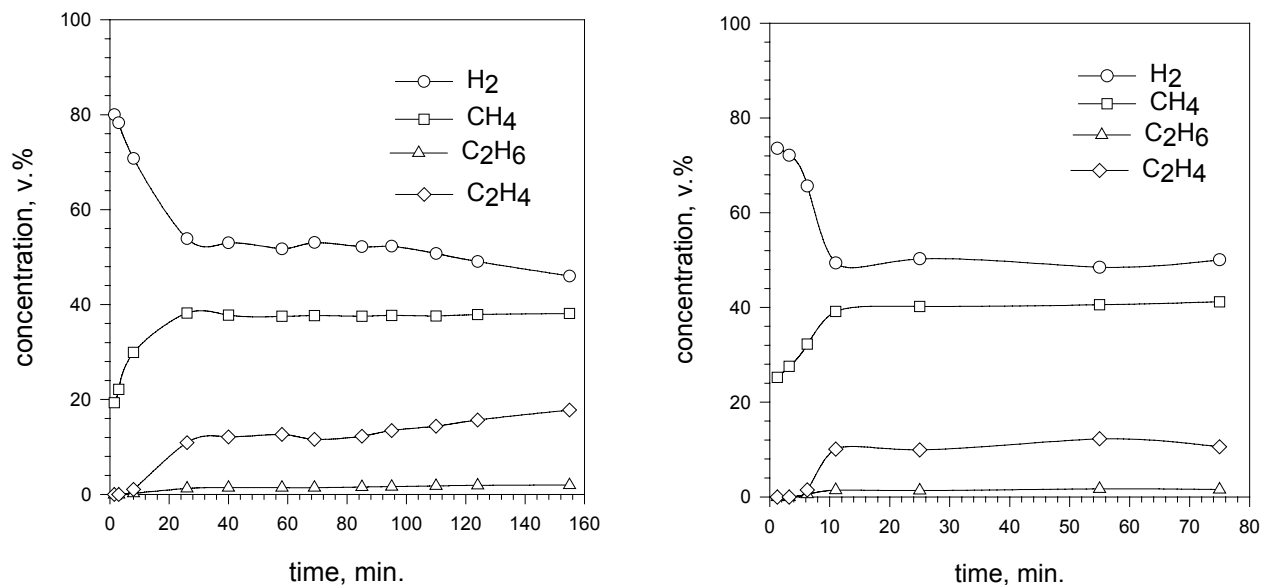 100
80
60
40
20
0
concentration, v.%
H2
CH4
C2H6
C2H4
0 20 40 60 80 100 120 140 160
time, min.
100
80
60
40
20
0
concentration, v.%
H2
CH4
C2H6
C2H4
0 10 20 30 40 50 60 70 80
time, min.